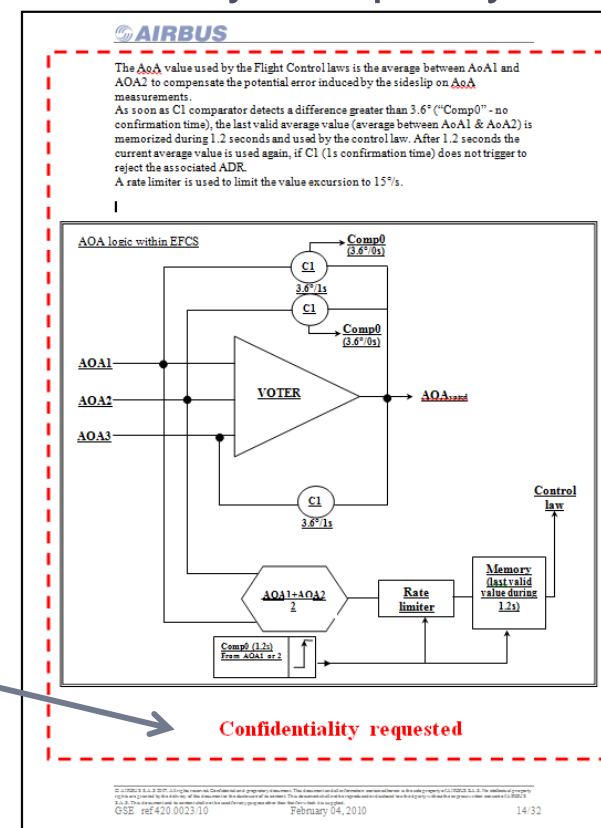 AIRBUS
The AoA value used by the Flight Control laws is the average between AoA1 and
AOA2 to compensate the potential error induced by the sideslip on AoA
measurements.
As soon as C1 comparator detects a difference greater than 3.6° (“Comp0” - no
confirmation time), the last valid average value (average between AoA1 & AoA2) is
memorized during 1.2 seconds and used by the control law. After 1.2 seconds the
current average value is used again, if C1 (1s confirmation time) does not trigger to
reject the associated ADR.
A rate limiter is used to limit the value excursion to 15°/s.
AOA logic within EFCS
Comp0
(3.6°/0s)
C1
3.6°/1s
C1
Comp0
(3.6°/0s)
AOA1
AOA2
VOTER
AOAvoted
AOA3
C1
3.6°/1s
Control
law
AOA1+AOA2
2
Rate
limiter
Memory
(last valid
value during
1.2s)
Comp0 (1.2s)
From AOA1 or 2
Confidentiality requested
GSE ref 420.0023/10 February 04, 2010 14/32